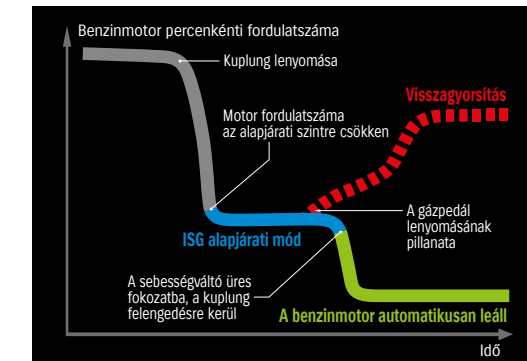 Benzinmotor percenkénti fordulatszáma
Kuplung lenyomása
Visszagyorsítás
Motor fordulatszáma
az alapjárati szintre csökken
A gázpedál
lenyomásának
pillanata
ISG alapjárati mód
A sebességváltó üres
fokozatba, a kuplung
felengedésre kerül
A benzinmotor automatikusan leáll
Idő